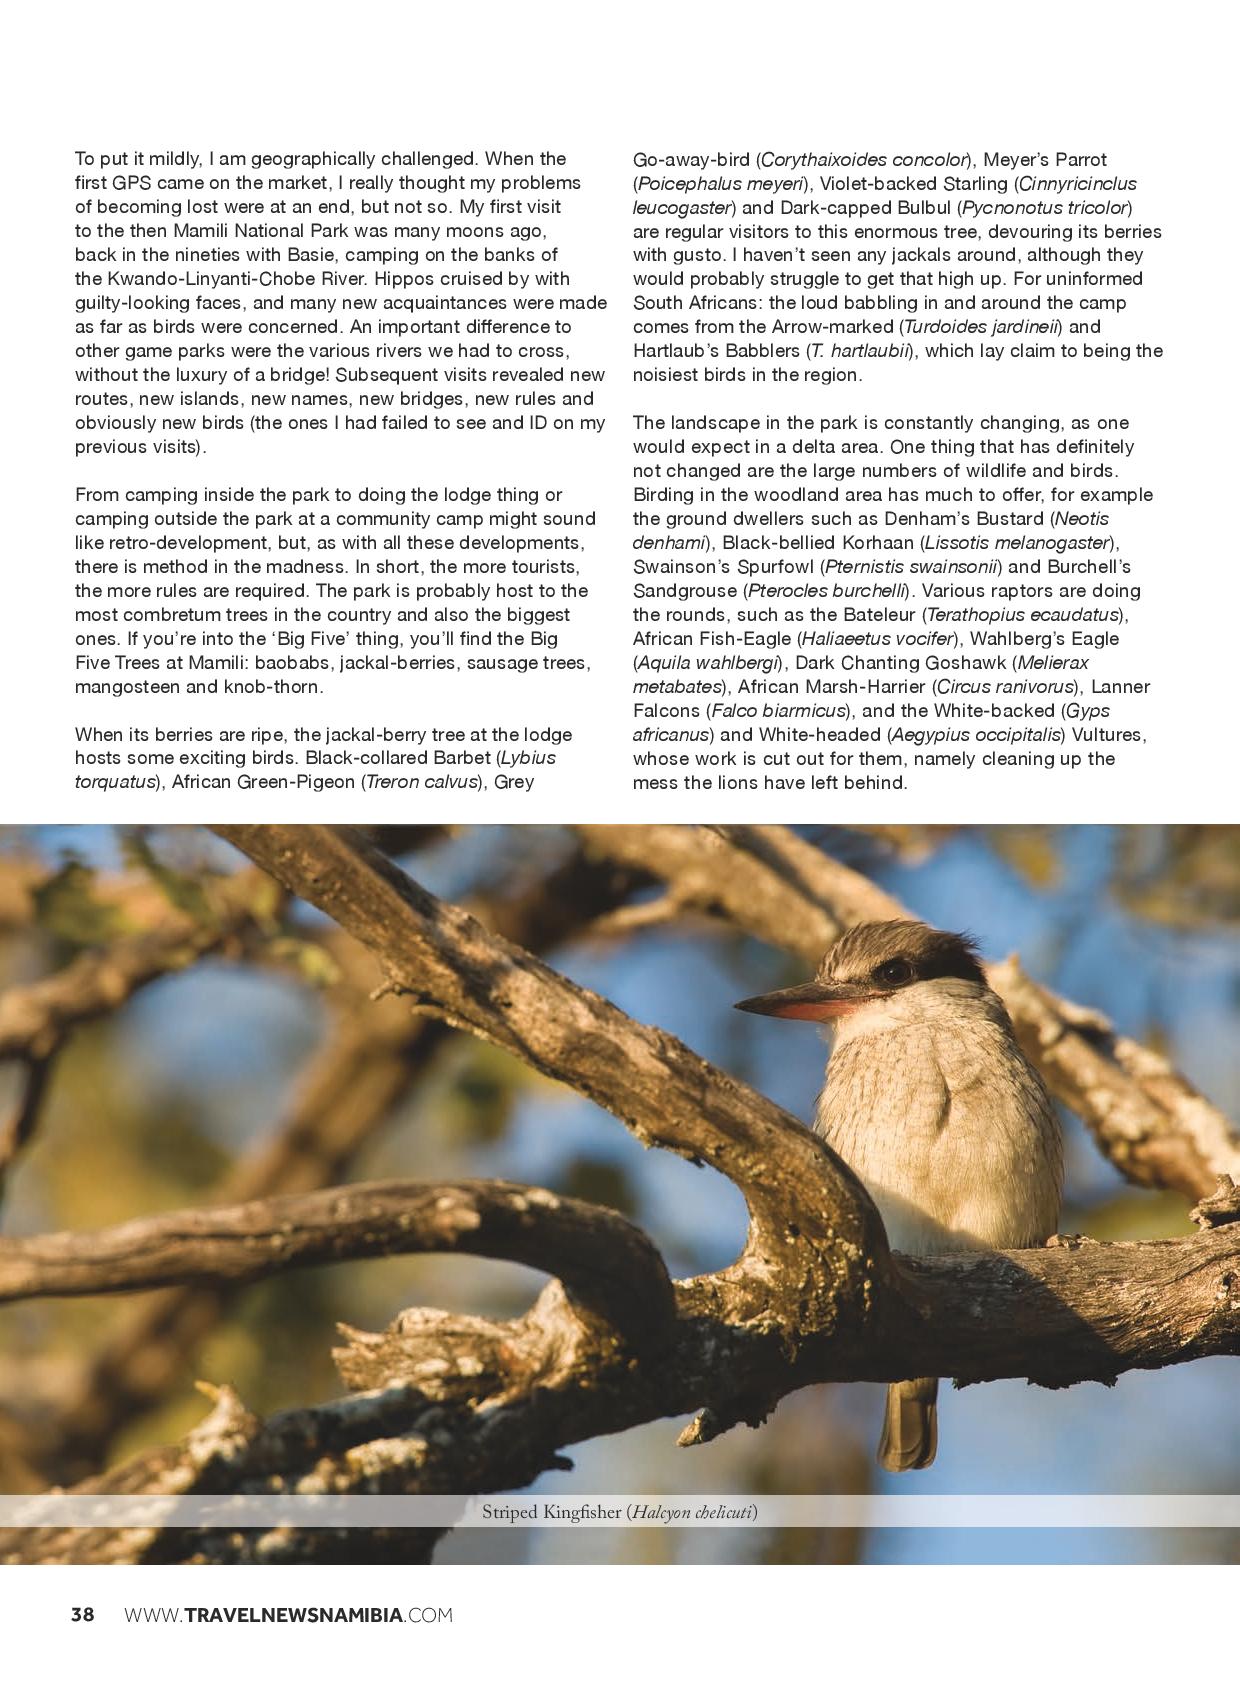 To put it mildly, I am geographically challenged. When the
first GPS came on the market, I really thought my problems
of becoming lost were at an end, but not so. My first visit
to the then Mamili National Park was many moons ago,
back in the nineties with Basie, camping on the banks of
the Kwando-Linyanti-Chobe River. Hippos cruised by with
guilty-looking faces, and many new acquaintances were made
as far as birds were concerned. An important difference to
other game parks were the various rivers we had to cross,
without the luxury of a bridge! Subsequent visits revealed new
routes, new islands, new names, new bridges, new rules and
obviously new birds (the ones I had failed to see and ID on my
previous visits).
From camping inside the park to doing the lodge thing or
camping outside the park at a community camp might sound
like retro-development, but, as with all these developments,
there is method in the madness. In short, the more tourists,
the more rules are required. The park is probably host to the
most combretum trees in the country and also the biggest
ones. If you’re into the ‘Big Five’ thing, you’ll find the Big
Five Trees at Mamili: baobabs, jackal-berries, sausage trees,
mangosteen and knob-thorn.
When its berries are ripe, the jackal-berry tree at the lodge
hosts some exciting birds. Black-collared Barbet (Lybius
torquatus), African Green-Pigeon (Treron calvus), Grey
Go-away-bird (Corythaixoides concolor), Meyer’s Parrot
(Poicephalus meyeri), Violet-backed Starling (Cinnyricinclus
leucogaster) and Dark-capped Bulbul (Pycnonotus tricolor)
are regular visitors to this enormous tree, devouring its berries
with gusto. I haven’t seen any jackals around, although they
would probably struggle to get that high up. For uninformed
South Africans: the loud babbling in and around the camp
comes from the Arrow-marked (Turdoides jardineii) and
Hartlaub’s Babblers (T. hartlaubii), which lay claim to being the
noisiest birds in the region.
The landscape in the park is constantly changing, as one
would expect in a delta area. One thing that has definitely
not changed are the large numbers of wildlife and birds.
Birding in the woodland area has much to offer, for example
the ground dwellers such as Denham’s Bustard (Neotis
denhami), Black-bellied Korhaan (Lissotis melanogaster),
Swainson’s Spurfowl (Pternistis swainsonii) and Burchell’s
Sandgrouse (Pterocles burchelli). Various raptors are doing
the rounds, such as the Bateleur (Terathopius ecaudatus),
African Fish-Eagle (Haliaeetus vocifer), Wahlberg’s Eagle
(Aquila wahlbergi), Dark Chanting Goshawk (Melierax
metabates), African Marsh-Harrier (Circus ranivorus), Lanner
Falcons (Falco biarmicus), and the White-backed (Gyps
africanus) and White-headed (Aegypius occipitalis) Vultures,
whose work is cut out for them, namely cleaning up the
mess the lions have left behind.
Striped Kingfisher (Halcyon chelicuti)
38 WWW.TRAVELNEWSNAMIBIA.COM